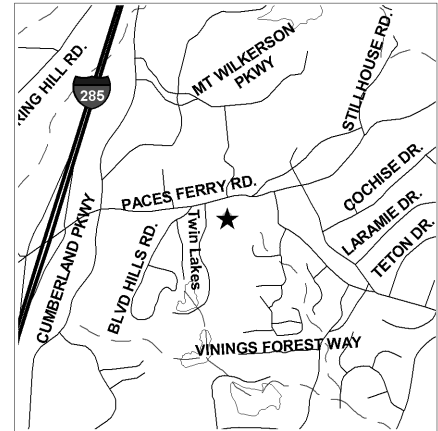 RING HILL RD.
285
MT WILKERSON
PKWY
STILLHOUSE RD.
PACES FERRY RD.
COCHISE DR.
LARAMIE DR.
TETON DR.
CUMBERLAND PKWY
BLVD HILLS RD.
Twin Lakes
VININGS FOREST WAY